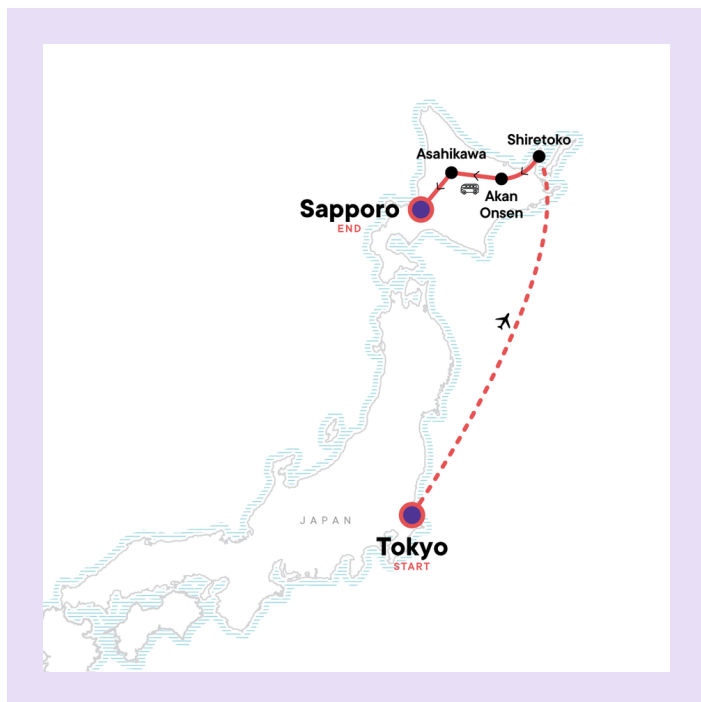 Shiretoko
Asahikawa
Akan
Onsen
Sapporo
END
JAPAN
Tokyo
START